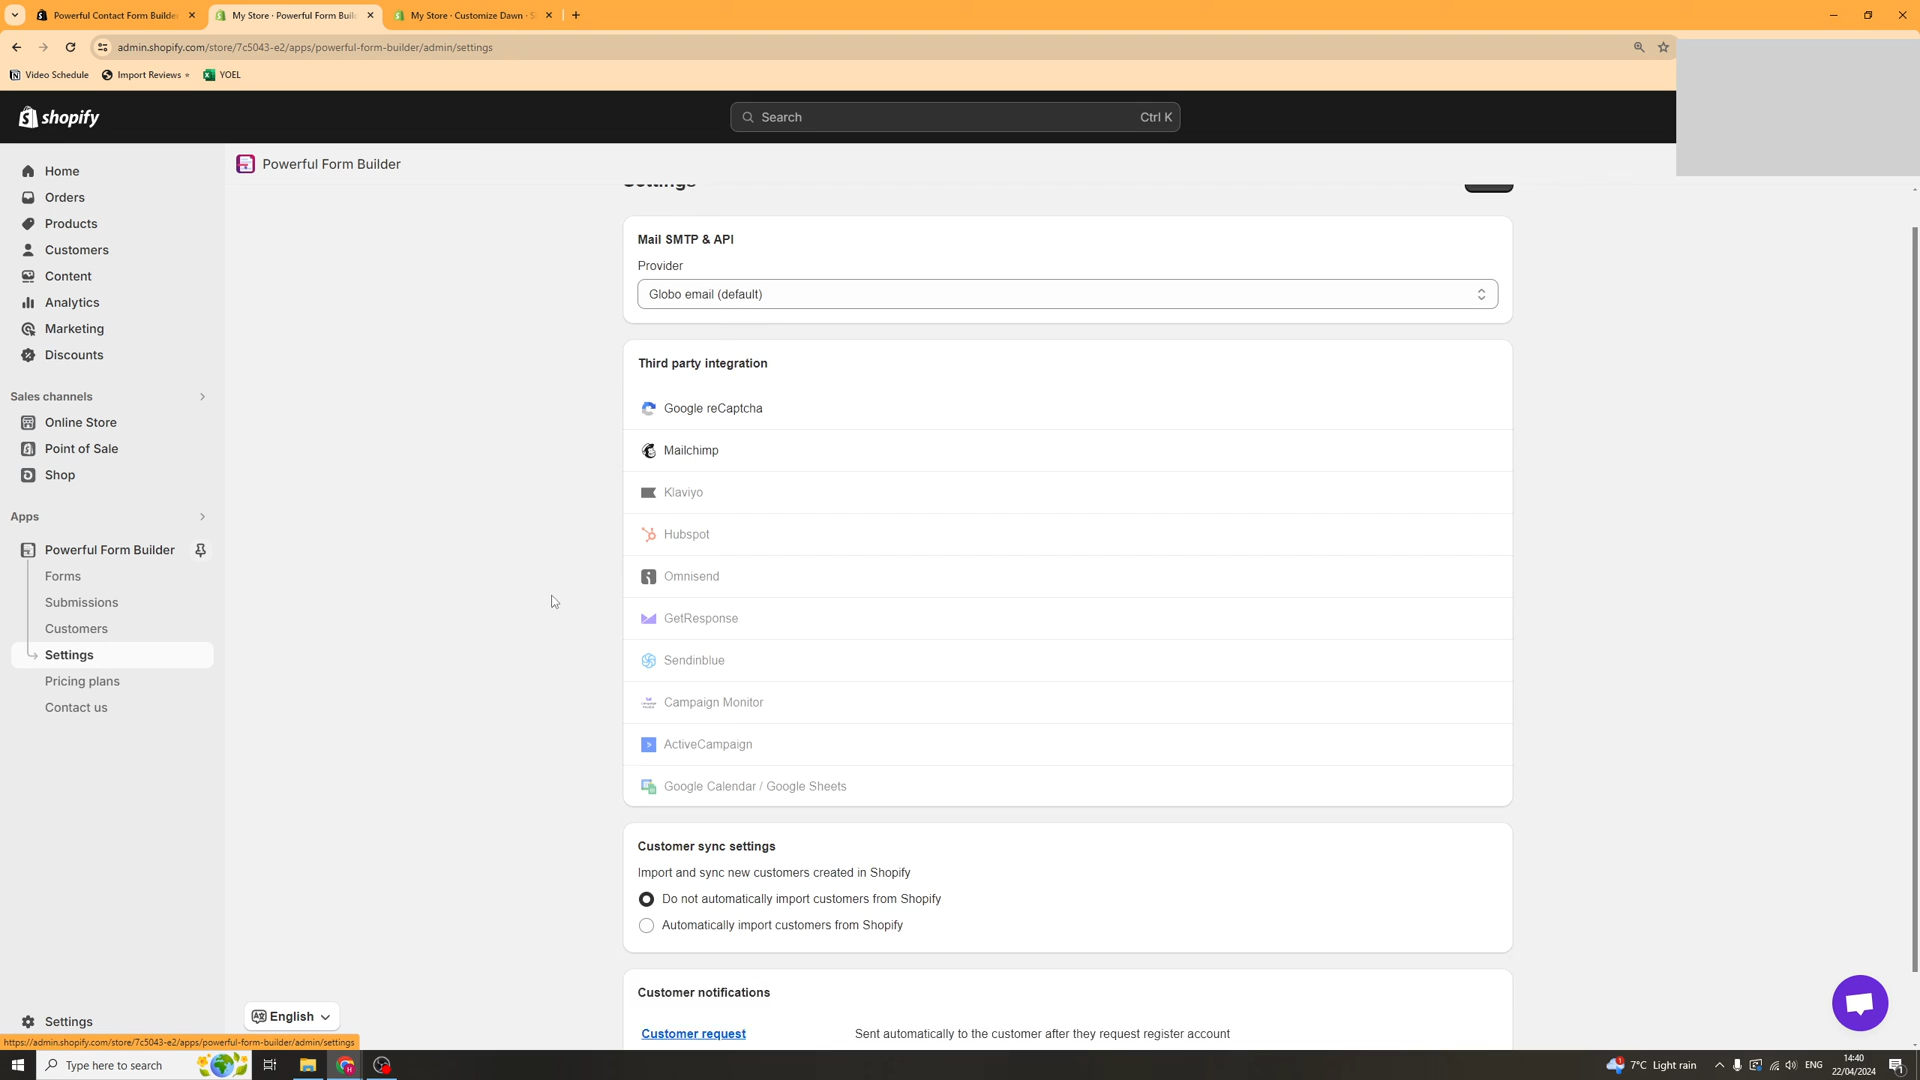 Powerful Contact Form Builder
My Store · Powerful Form Buil
My Store · Customize Dawn · S
admin.shopify.com/store/7c5043-e2/apps/powerful-form-builder/admin/settings
Video Schedule
Import Reviews
YOEL
shopify
Search
Ctrl K
Powerful Form Builder
Home
Orders
Products
Customers
Content
Analytics
Marketing
Discounts
Sales channels
Online Store
Point of Sale
Shop
Apps
Powerful Form Builder
Forms
Submissions
Customers
Settings
Pricing plans
Contact us
Settings
Settings
Mail SMTP & API
Provider
Globo email (default)
Third party integration
Google reCaptcha
Mailchimp
Klaviyo
Hubspot
Omnisend
GetResponse
Sendinblue
Campaign Monitor
ActiveCampaign
Google Calendar / Google Sheets
Customer sync settings
Import and sync new customers created in Shopify
Do not automatically import customers from Shopify
Automatically import customers from Shopify
Customer notifications
Customer request
Sent automatically to the customer after they request register account
English
https://admin.shopify.com/store/7c5043-e2/apps/powerful-form-builder/admin/settings
Type here to search
7°C Light rain
ENG
14:40
22/04/2024